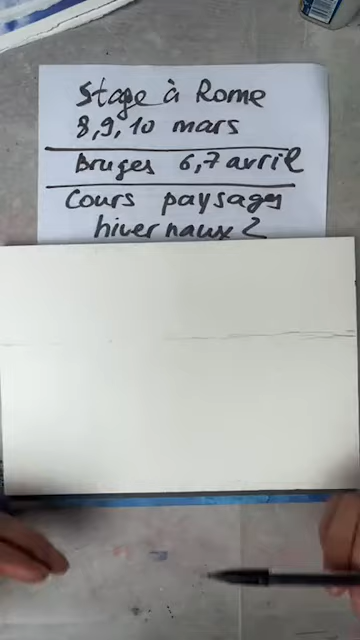 Stage à Rome
8,9,10 mars
Bruges 6,7 avril
Cours paysages
hivernaux 2